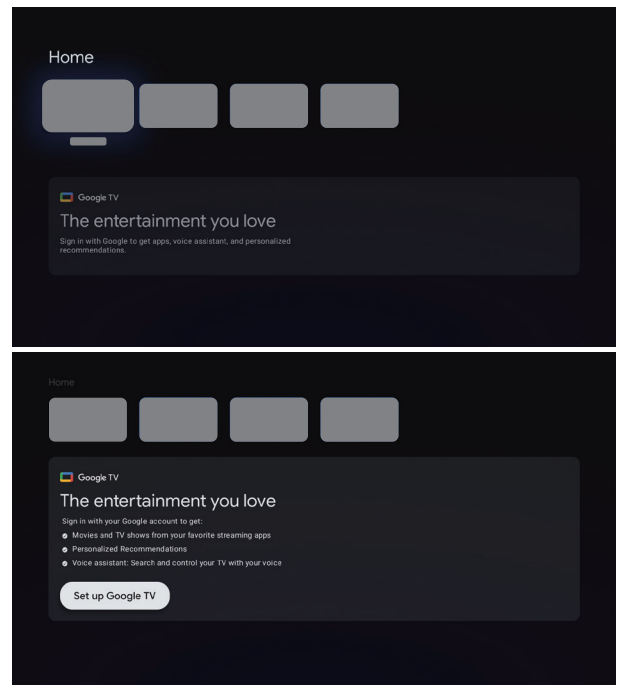 Home
Google TV
The entertainment you love
Sign in with Google to get apps, voice assistant, and personalized
recommendations.
Home
Google TV
The entertainment you love
Sign in with your Google account to get:
Movies and TV shows from your favorite streaming apps
Personalized Recommendations
Voice assistant: Search and control your TV with your voice
Set up Google TV